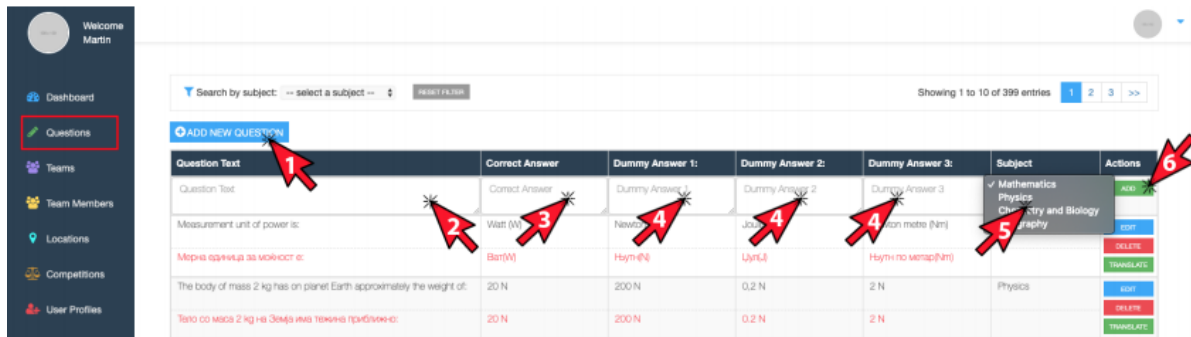 Welcome
Martin
Dashboard
Questions
Teams
Team Members
Locations
Competitions
User Profiles
Search by subject: -- select a subject -- RESET FILTER
Showing 1 to 10 of 399 entries 1 2 3 >>
ADD NEW QUESTION
1
Question Text Correct Answer Dummy Answer 1: Dummy Answer 2: Dummy Answer 3: Subject Actions
6
Question Text Correct Answer Dummy Answer 1 Dummy Answer 2 Dummy Answer 3 ADD
✓ Mathematics
Physics
and Biology
2 3 4 4 4 5
Measurement unit of power is: Watt (W) metre (Nm) EDIT
DELETE
Мерна единица за моќност е: Ват(W) Њутн(N) Џул(J) Њутн по метар(Nm)
TRANSLATE
The body of mass 2 kg has on planet Earth approximately the weight of: 20 N 200 N 0,2 N 2 N Physics EDIT
DELETE
Тело со маса 2 kg на Земја има тежина приближно: 20 N 200 N 0.2 N 2 N
TRANSLATE